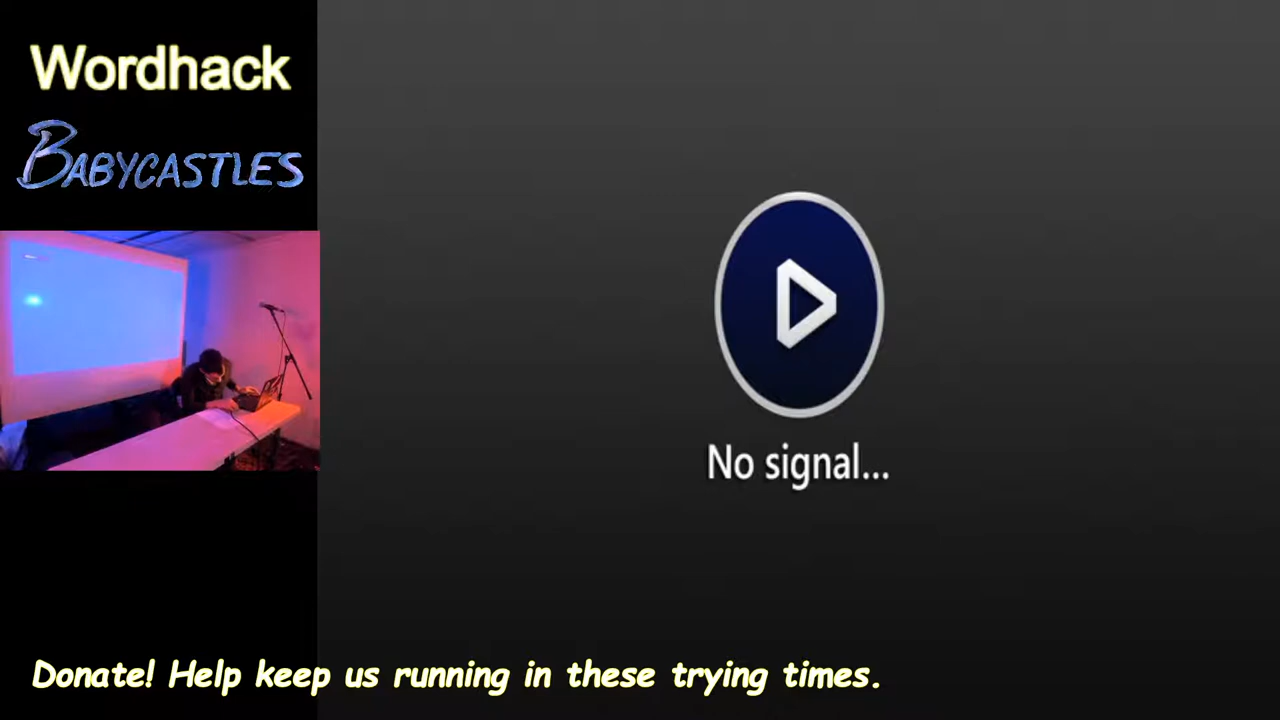 Wordhack
BABYCASTLES
No signal...
Donate! Help keep us running in these trying times.